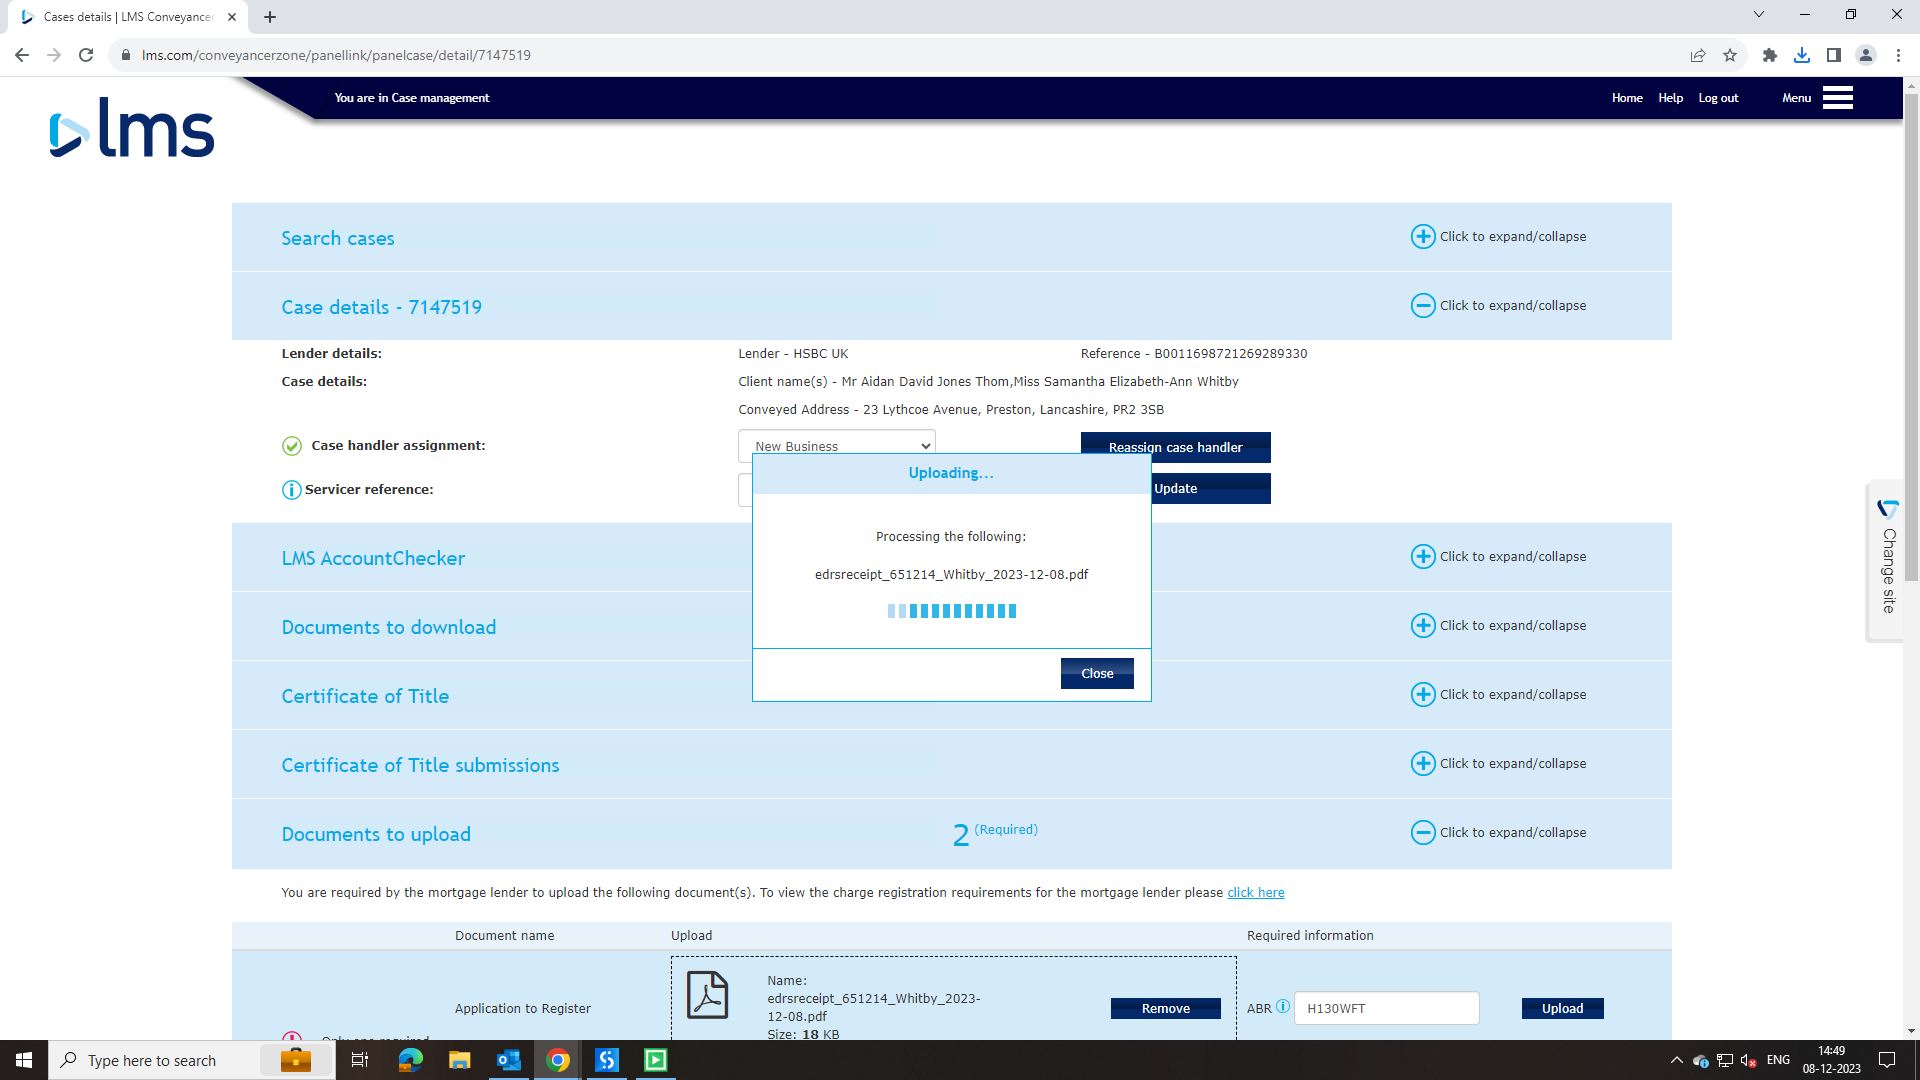 Cases details | LMS Conveyancer
lms.com/conveyancerzone/panellink/panelcase/detail/7147519
You are in Case management
Home Help Log out Menu
lms
Search cases
Click to expand/collapse
Case details - 7147519
Click to expand/collapse
Lender details:
Lender - HSBC UK
Reference - B0011698721269289330
Case details:
Client name(s) - Mr Aidan David Jones Thom,Miss Samantha Elizabeth-Ann Whitby
Conveyed Address - 23 Lythcoe Avenue, Preston, Lancashire, PR2 3SB
Case handler assignment:
New Business
Reassign case handler
Servicer reference:
Update
Uploading...
Processing the following:
edrsreceipt_651214_Whitby_2023-12-08.pdf
Close
LMS AccountChecker
Click to expand/collapse
Documents to download
Click to expand/collapse
Certificate of Title
Click to expand/collapse
Certificate of Title submissions
Click to expand/collapse
Documents to upload
2 (Required)
Click to expand/collapse
Change site
You are required by the mortgage lender to upload the following document(s). To view the charge registration requirements for the mortgage lender please click here
Document name Upload Required information
Application to Register
Name:
edrsreceipt_651214_Whitby_2023-
12-08.pdf
Size: 18 KB
Remove
ABR
H130WFT
Upload
Only one required
Type here to search
ENG
14:49
08-12-2023